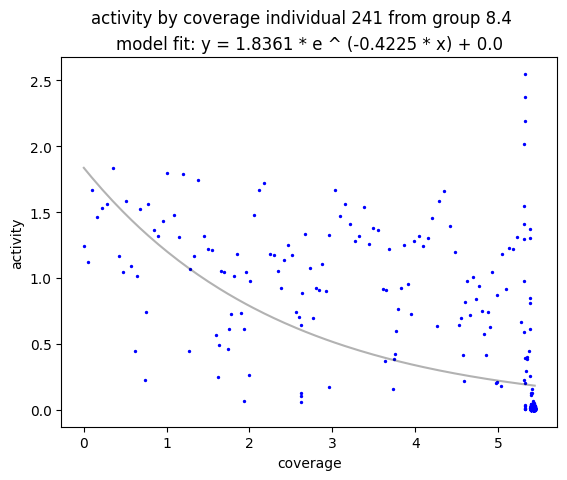 activity by coverage individual 241 from group 8.4
model fit: y = 1.8361 * e ^ (-0.4225 * x) + 0.0
2.5
2.0
1.5
1.0
0.5
0.0
activity
0 1 2 3 4 5
coverage